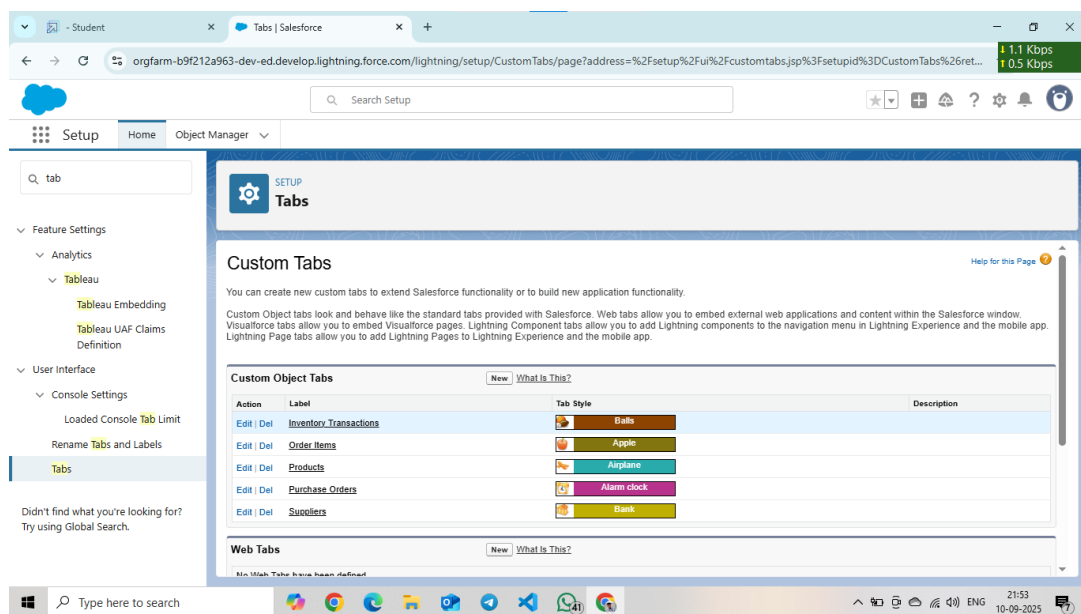 - Student
Tabs | Salesforce
orgfarm-b9f212a963-dev-ed.develop.lightning.force.com/lightning/setup/CustomTabs/page?address=%2Fsetup%2Fui%2Fcustomtabs.jsp%3Fsetupid%3DCustomTabs%26ret...
1.1 Kbps
0.5 Kbps
Search Setup
Setup
Home
Object Manager
tab
SETUP
Tabs
Feature Settings
Analytics
Tableau
Tableau Embedding
Tableau UAF Claims
Definition
User Interface
Console Settings
Loaded Console Tab Limit
Rename Tabs and Labels
Tabs
Didn't find what you're looking for?
Try using Global Search.
Custom Tabs
Help for this Page
You can create new custom tabs to extend Salesforce functionality or to build new application functionality.
Custom Object tabs look and behave like the standard tabs provided with Salesforce. Web tabs allow you to embed external web applications and content within the Salesforce window.
Visualforce tabs allow you to embed Visualforce pages. Lightning Component tabs allow you to add Lightning components to the navigation menu in Lightning Experience and the mobile app.
Lightning Page tabs allow you to add Lightning Pages to Lightning Experience and the mobile app.
Custom Object Tabs New What Is This?
Action Label Tab Style Description
Edit | Del Inventory Transactions Balls
Edit | Del Order Items Apple
Edit | Del Products Airplane
Edit | Del Purchase Orders Alarm clock
Edit | Del Suppliers Bank
Web Tabs New What Is This?
No Web Tabs have been defined
Type here to search
41
ENG
21:53
10-09-2025
7